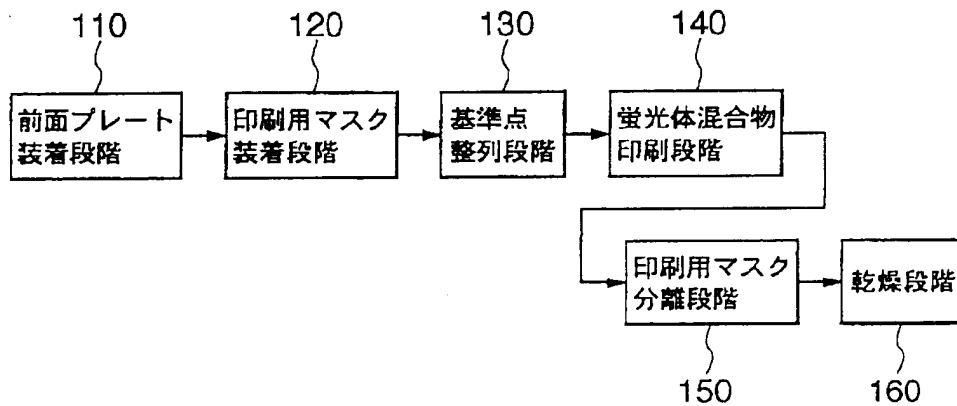 110
120
130
140
前面プレート
装着段階
印刷用マスク
装着段階
基準点
整列段階
蛍光体混合物
印刷段階
印刷用マスク
分離段階
乾燥段階
150
160